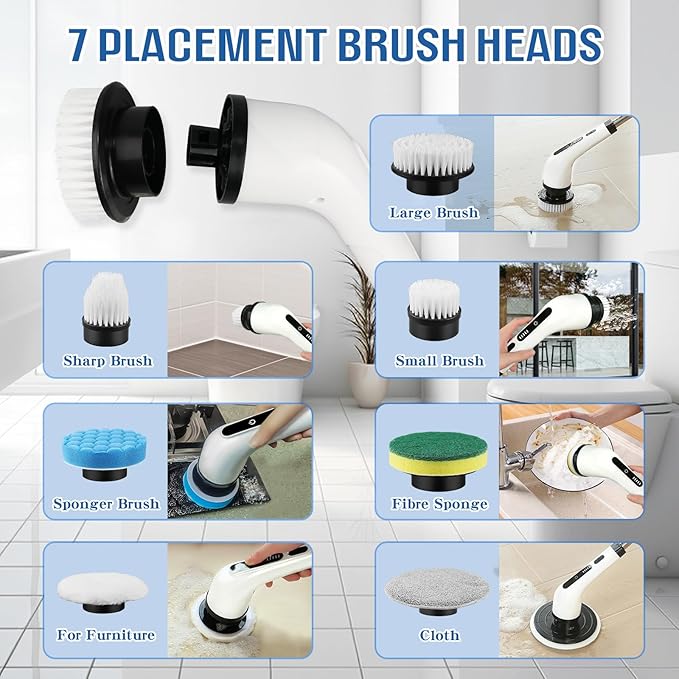 7 PLACEMENT BRUSH HEADS
Large Brush
Sharp Brush
Small Brush
Sponger Brush
Fibre Sponge
For Furniture
Cloth